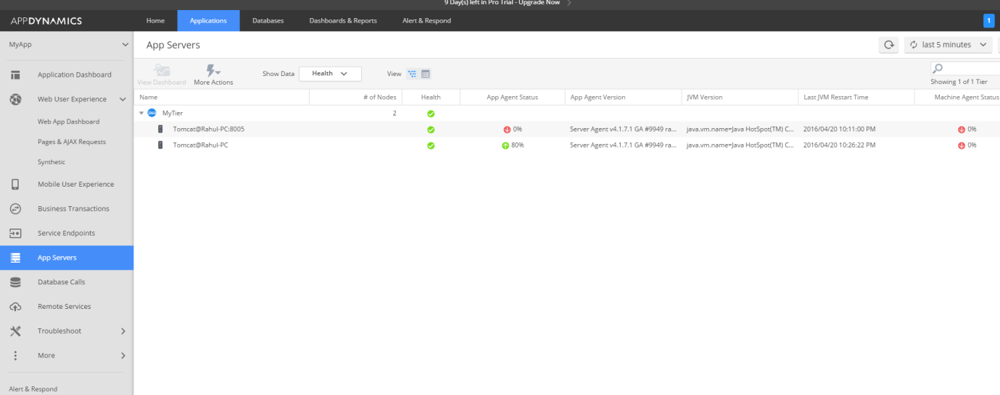 9 Day(s) left in Pro Trial - Upgrade Now
APPDYNAMICS Home Applications Databases Dashboards & Reports Alert & Respond 1
MyApp
App Servers
last 5 minutes
Application Dashboard
Web User Experience
Web App Dashboard
Pages & AJAX Requests
Synthetic
Mobile User Experience
Business Transactions
Service Endpoints
App Servers
Database Calls
Remote Services
Troubleshoot
More
Alert & Respond
View Dashboard
More Actions
Show Data Health
View
Showing 1 of 1 Tier
Name # of Nodes Health App Agent Status App Agent Version JVM Version Last JVM Restart Time Machine Agent Status
Java MyTier 2
Tomcat@Rahul-PC:8005 0% Server Agent v4.1.7.1 GA #9949 ra... java.vm.name=Java HotSpot(TM) C... 2016/04/20 10:11:00 PM 0%
Tomcat@Rahul-PC 80% Server Agent v4.1.7.1 GA #9949 ra... java.vm.name=Java HotSpot(TM) C... 2016/04/20 10:26:22 PM 0%